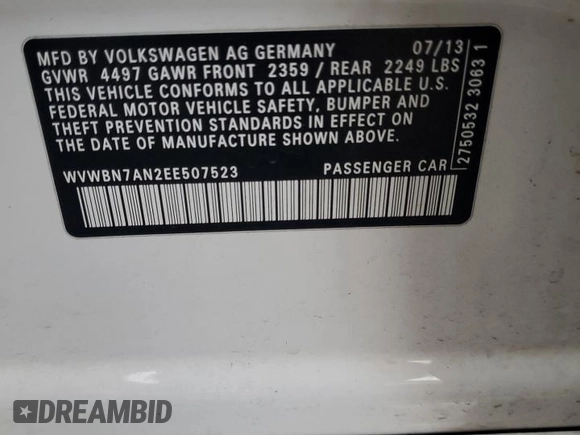 MFD BY VOLKSWAGEN AG GERMANY 07/13
GVWR 4497 GAWR FRONT 2359 / REAR 2249 LBS
THIS VEHICLE CONFORMS TO ALL APPLICABLE U.S.
FEDERAL MOTOR VEHICLE SAFETY, BUMPER AND
THEFT PREVENTION STANDARDS IN EFFECT ON
THE DATE OF MANUFACTURE SHOWN ABOVE.
WVWBN7AN2EE507523 PASSENGER CAR
2750532 3063 1
#DREAMBID